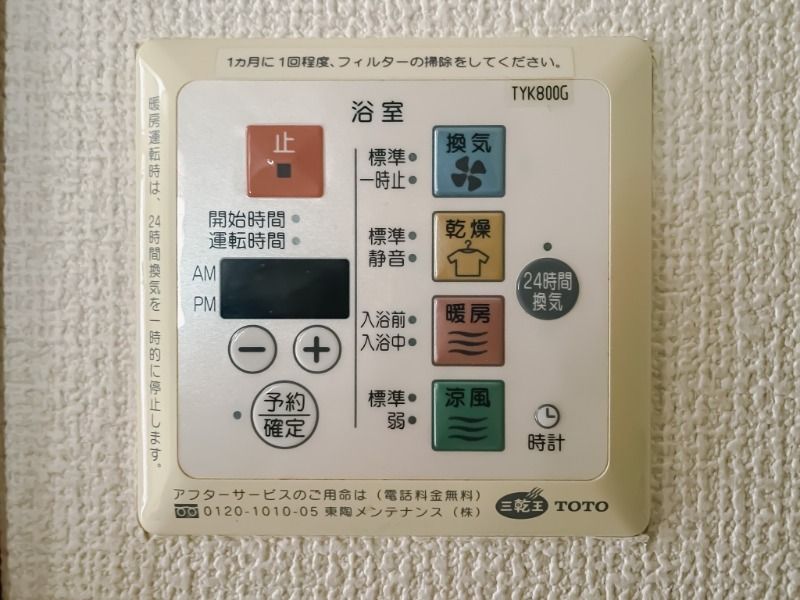 1ヵ月に1回程度、フィルターの掃除をしてください。
TYK800G
暖房運転時は、24時間換気を一時的に停止します。
浴室
止
換気
標準
一時止
開始時間
運転時間
乾燥
標準
静音
24時間
換気
AM
PM
暖房
入浴前
入浴中
予約
確定
涼風
標準
弱
時計
アフターサービスのご用命は(電話料金無料)
0120-1010-05 東陶メンテナンス(株)
三乾王
TOTO